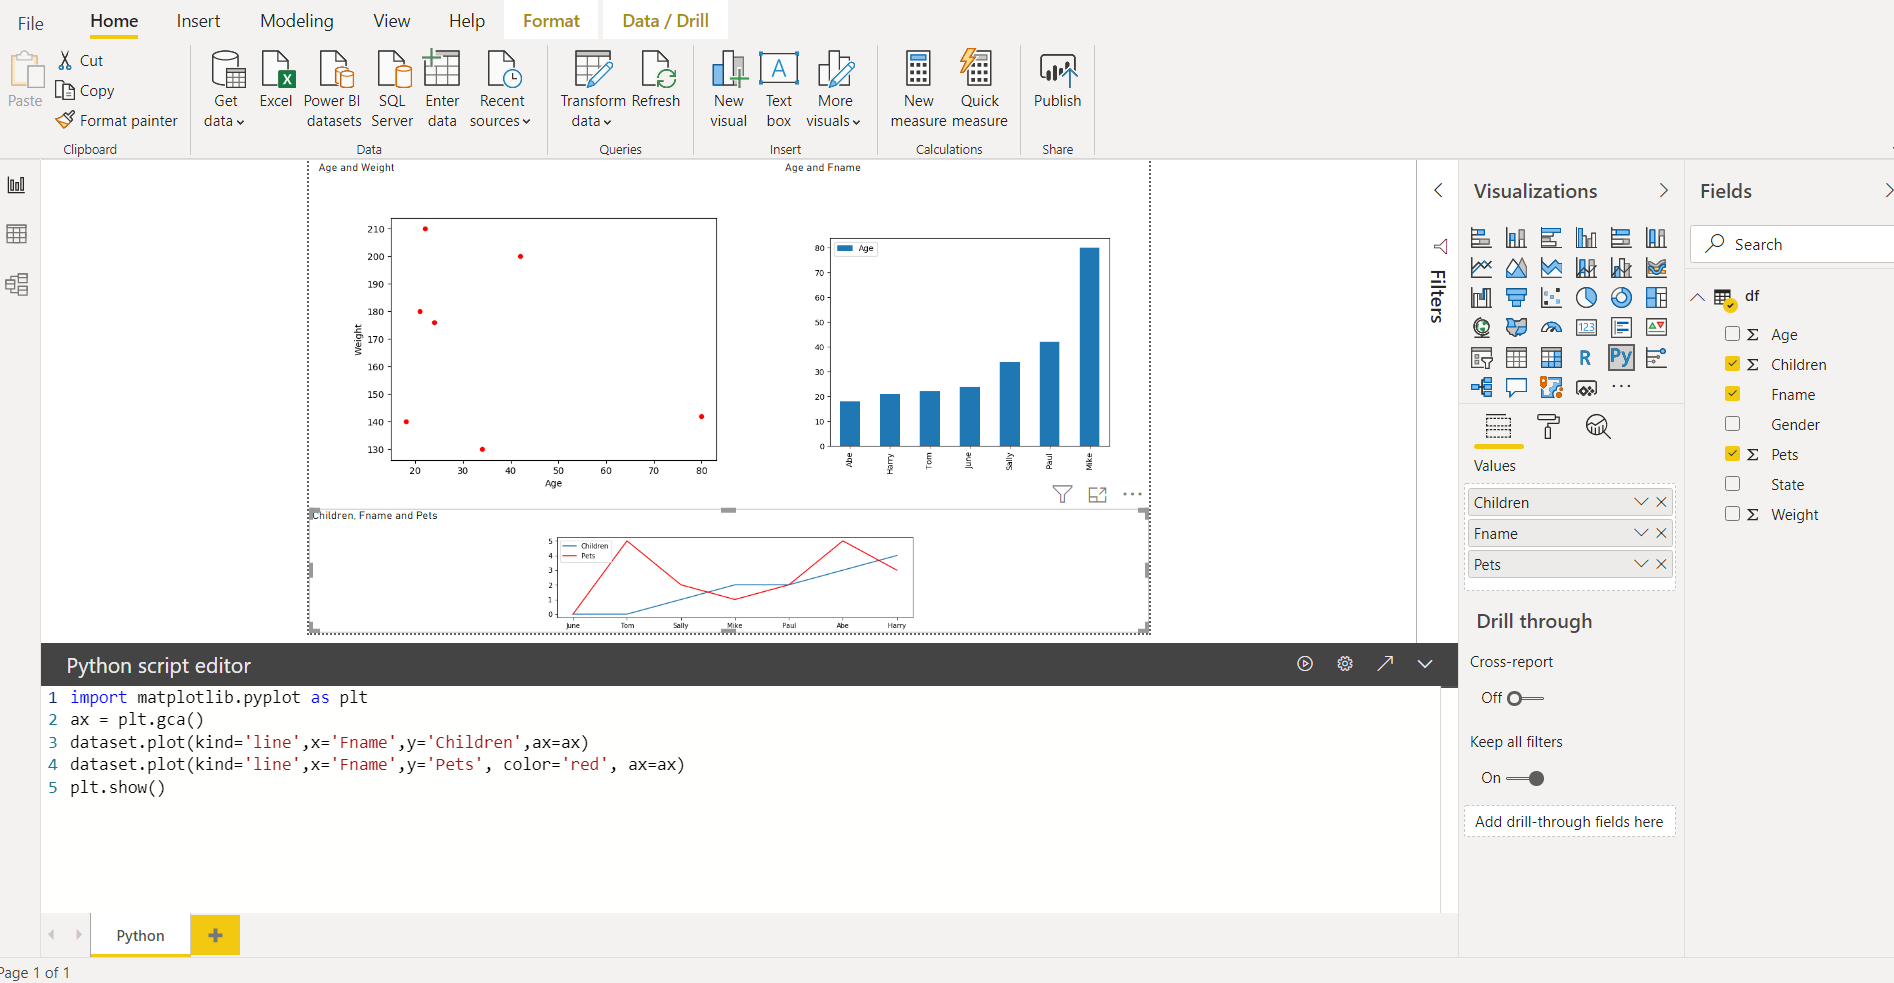 File Home Insert Modeling View Help Format Data / Drill
Paste
Cut
Copy
Format painter
Clipboard
Get data
Excel
Power BI datasets
SQL Server
Enter data
Recent sources
Data
Transform data
Refresh
Queries
New visual
Text box
More visuals
Insert
New measure
Quick measure
Calculations
Publish
Share
Age and Weight
210
200
190
180
170
160
150
140
130
Weight
20 30 40 50 60 70 80
Age
Age and Fname
Age
80
70
60
50
40
30
20
10
0
Abe Harry Tom June Sally Paul Mike
Children, Fname and Pets
Children
Pets
5
4
3
2
1
0
June Tom Sally Mike Paul Abe Harry
Filters
Visualizations
123
R
Py
Values
Children
Fname
Pets
Drill through
Cross-report
Off
Keep all filters
On
Add drill-through fields here
Fields
Search
df
Age
Children
Fname
Gender
Pets
State
Weight
Python script editor
1 import matplotlib.pyplot as plt
2 ax = plt.gca()
3 dataset.plot(kind='line',x='Fname',y='Children',ax=ax)
4 dataset.plot(kind='line',x='Fname',y='Pets', color='red', ax=ax)
5 plt.show()
Python
Page 1 of 1